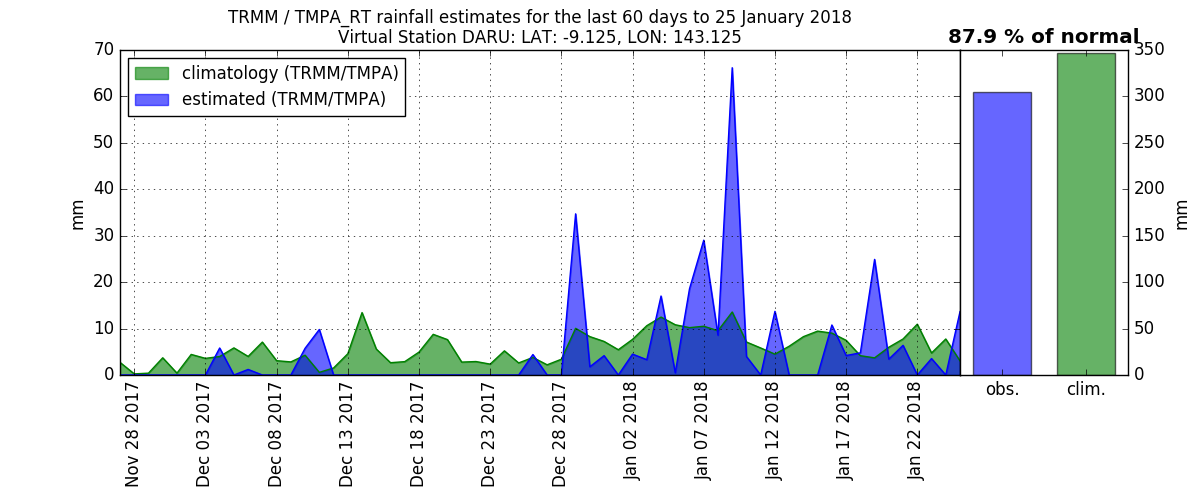 TRMM / TMPA_RT rainfall estimates for the last 60 days to 25 January 2018
Virtual Station DARU: LAT: -9.125, LON: 143.125
87.9 % of normal
climatology (TRMM/TMPA)
estimated (TRMM/TMPA)
70
60
50
40
30
20
10
0
mm
Nov 28 2017
Dec 03 2017
Dec 08 2017
Dec 13 2017
Dec 18 2017
Dec 23 2017
Dec 28 2017
Jan 02 2018
Jan 07 2018
Jan 12 2018
Jan 17 2018
Jan 22 2018
obs.
clim.
350
300
250
200
150
100
50
0
mm